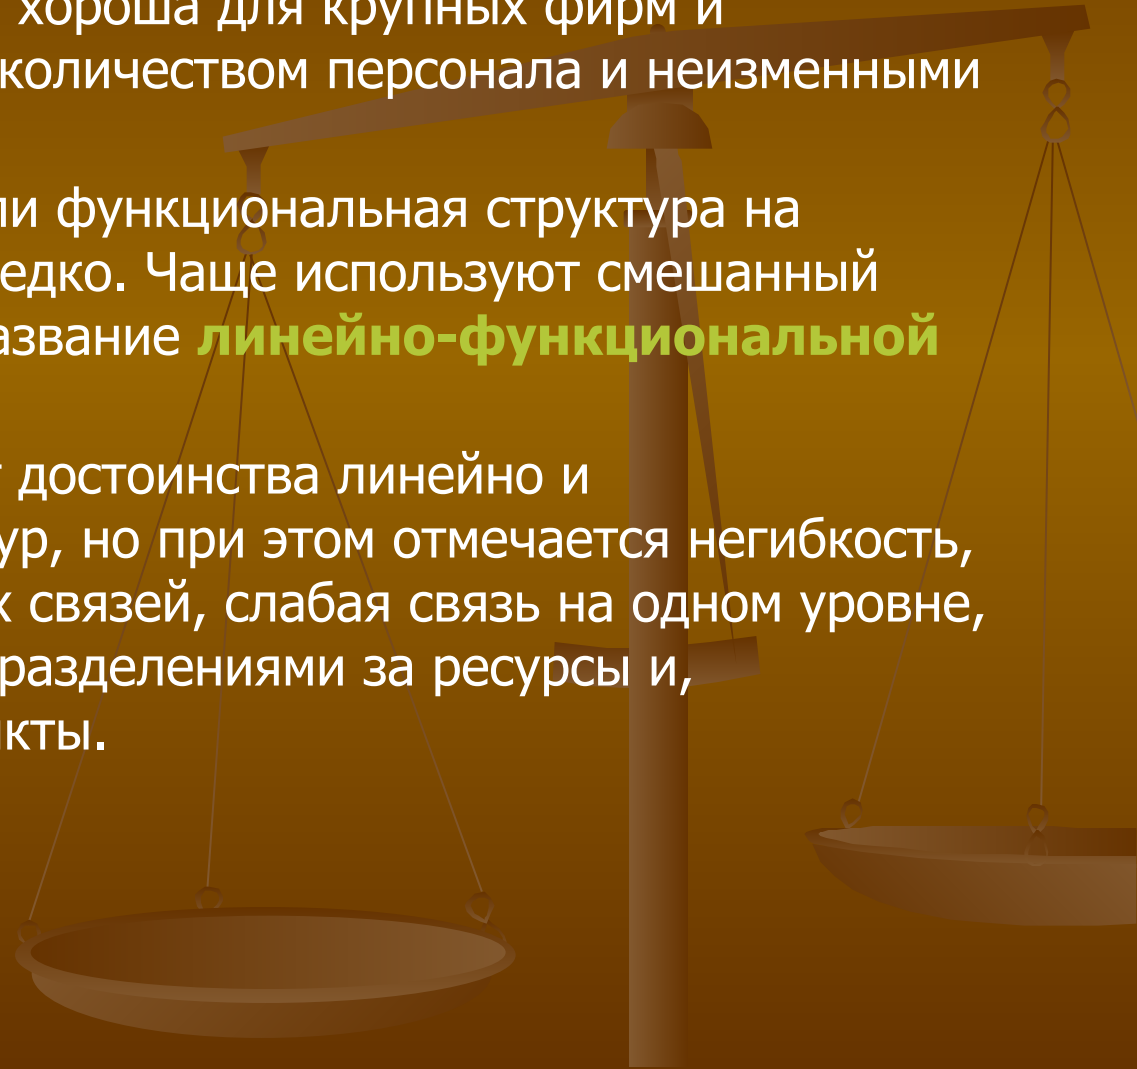 хороша для крупных фирм и
количеством персонала и неизменными
ли функциональная структура на
едко. Чаще используют смешанный
азвание линейно-функциональной
т достоинства линейно и
ур, но при этом отмечается негибкость,
х связей, слабая связь на одном уровне,
разделениями за ресурсы и,
икты.